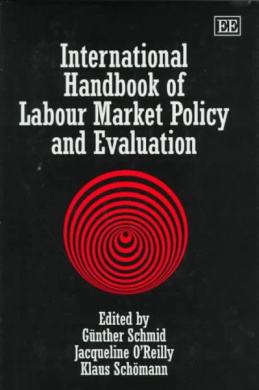 EE
International
Handbook of
Labour Market Policy
and Evaluation
Edited by
Günther Schmid
Jacqueline O'Reilly
Klaus Schömann